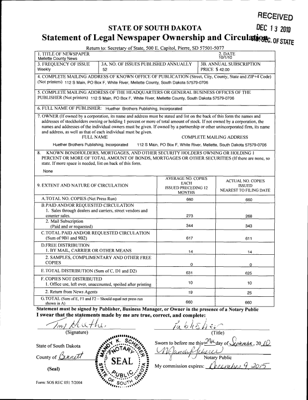 RECEIVED
DEC 13 2010
SEC. OF STATE
STATE OF SOUTH DAKOTA
Statement of Legal Newspaper Ownership and Circulation
Return to: Secretary of State, 500 E. Capitol, Pierre, SD 57501-5077
1. TITLE OF NEWSPAPER
Mellette County News
2. DATE
3. FREQUENCY OF ISSUE
Weekly
3A. NO. OF ISSUES PUBLISHED ANNUALLY
52
3B. ANNUAL SUBSCRIPTION
PRICE $ 42.00
4. COMPLETE MAILING ADDRESS OF KNOWN OFFICE OF PUBLICATION (Street, City, County, State and ZIP+4 Code)
(Not printers) 112 S Main, PO Box F, White River, Mellette County, South Dakota 57579-0706
5. COMPLETE MAILING ADDRESS OF THE HEADQUARTERS OR GENERAL BUSINESS OFFICES OF THE
PUBLISHER (Not printers) 112 S Main, PO Box F, White River, Mellette County, South Dakota 57579-0706
6. FULL NAME OF PUBLISHER: Huether Brothers Publishing, Incorporated
7. OWNER (If owned by a corporation, its name and address must be stated and list on the back of this form the names and
addresses of stockholders owning or holding 1 percent or more of total amount of stock. If not owned by a corporation, the
names and addresses of the individual owners must be given. If owned by a partnership or other unincorporated firm, its name
and address, as well as that of each individual must be given.
FULL NAME COMPLETE MAILING ADDRESS
Huether Brothers Publishing, Incorporated 112 S Main, PO Box F, White River, Mellette County, South Dakota 57579-0706
8. KNOWN BONDHOLDERS, MORTGAGES, AND OTHER SECURITY HOLDERS OWNING OR HOLDING 1
PERCENT OR MORE OF TOTAL AMOUNT OF BONDS, MORTGAGES OR OTHER SECURITIES (If there are none, so
state. If more space is needed, list on back of this form.
None
9. EXTENT AND NATURE OF CIRCULATION
AVERAGE NO. COPIES
EACH
ISSUED PRECEDING 12
MONTHS
ACTUAL NO. COPIES
ISSUED
NEAREST TO FILING DATE
A. TOTAL NO. COPIES (Net Press Run) 660 660
B. PAID AND/OR REQUESTED CIRCULATION
1. Sales through dealers and carriers, street vendors and
counter sales. 273 268
2. Mail Subscription
(Paid and or requested) 344 343
C. TOTAL PAID AND/OR REQUESTED CIRCULATION
(Sum of 9B1 and 9B2) 617 611
D. FREE DISTRIBUTION
1. BY MAIL, CARRIER OR OTHER MEANS 14 14
2. SAMPLES, COMPLIMENTARY AND OTHER FREE
COPIES 0 0
E. TOTAL DISTRIBUTION (Sum of C, D1 and D2) 631 625
F. COPIES NOT DISTRIBUTED
1. Office use, left over, unaccounted, spoiled after printing 10 10
2. Return from News Agents 19
G. TOTAL (Sum of E, F1 and F2 - Should equal net press run
shown in A) 660 660
Statement must be signed by Publisher, Business Manager, or Owner in the presence of a Notary Public
I swear that the statements made by me are true, correct, and complete:
(Signature)
Publisher
(Title)
State of South Dakota
Sworn to before me this day of December, 2010
County of Bennett
Notary Public
(Seal)
My commission expires: December 9, 2015
NOTARY
SEAL
PUBLIC
SOUTH
Form: SOS REC 051 7/2004